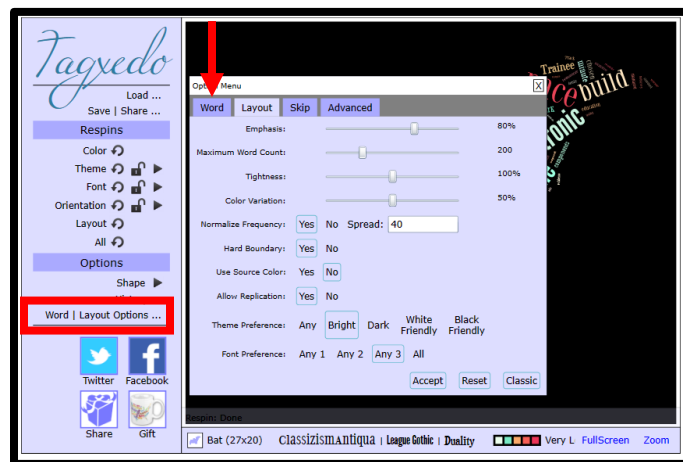 Tagxedo
Load ...
Save | Share ...
Respins
Color
Theme
Font
Orientation
Layout
All
Options
Shape
Word | Layout Options ...
Twitter Facebook
Share Gift
Trainee
build
Menu X
Word Layout Skip Advanced
Emphasis: 80%
Maximum Word Count: 200
Tightness: 100%
Color Variation: 50%
Normalize Frequency: Yes No Spread: 40
Hard Boundary: Yes No
Use Source Color: Yes No
Allow Replication: Yes No
Theme Preference: Any Bright Dark White Friendly Black Friendly
Font Preference: Any 1 Any 2 Any 3 All
Accept Reset Classic
Respin: Done
Bat (27x20) ClassizismAntiqua | League Gothic | Duality Very L FullScreen Zoom